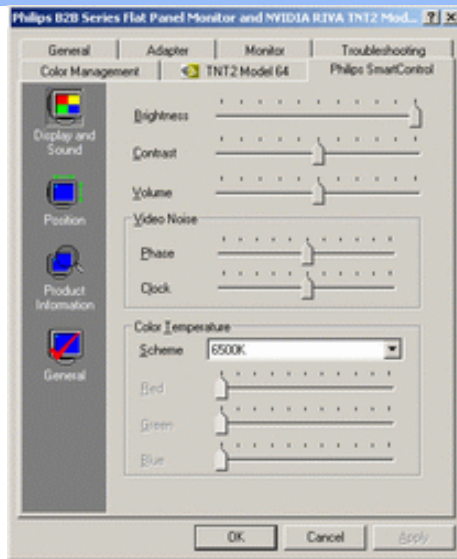 Philips B2B Series Flat Panel Monitor and NVIDIA RIVA TNT2 Mod...
General Adapter Monitor Troubleshooting
Color Management TNT2 Model 64 Philips SmartControl
Display and
Sound
Position
Product
Information
General
Brightness
Contrast
Volume
Video Noise
Phase
Clock
Color Temperature
Scheme 6500K
Red
Green
Blue
OK Cancel Apply